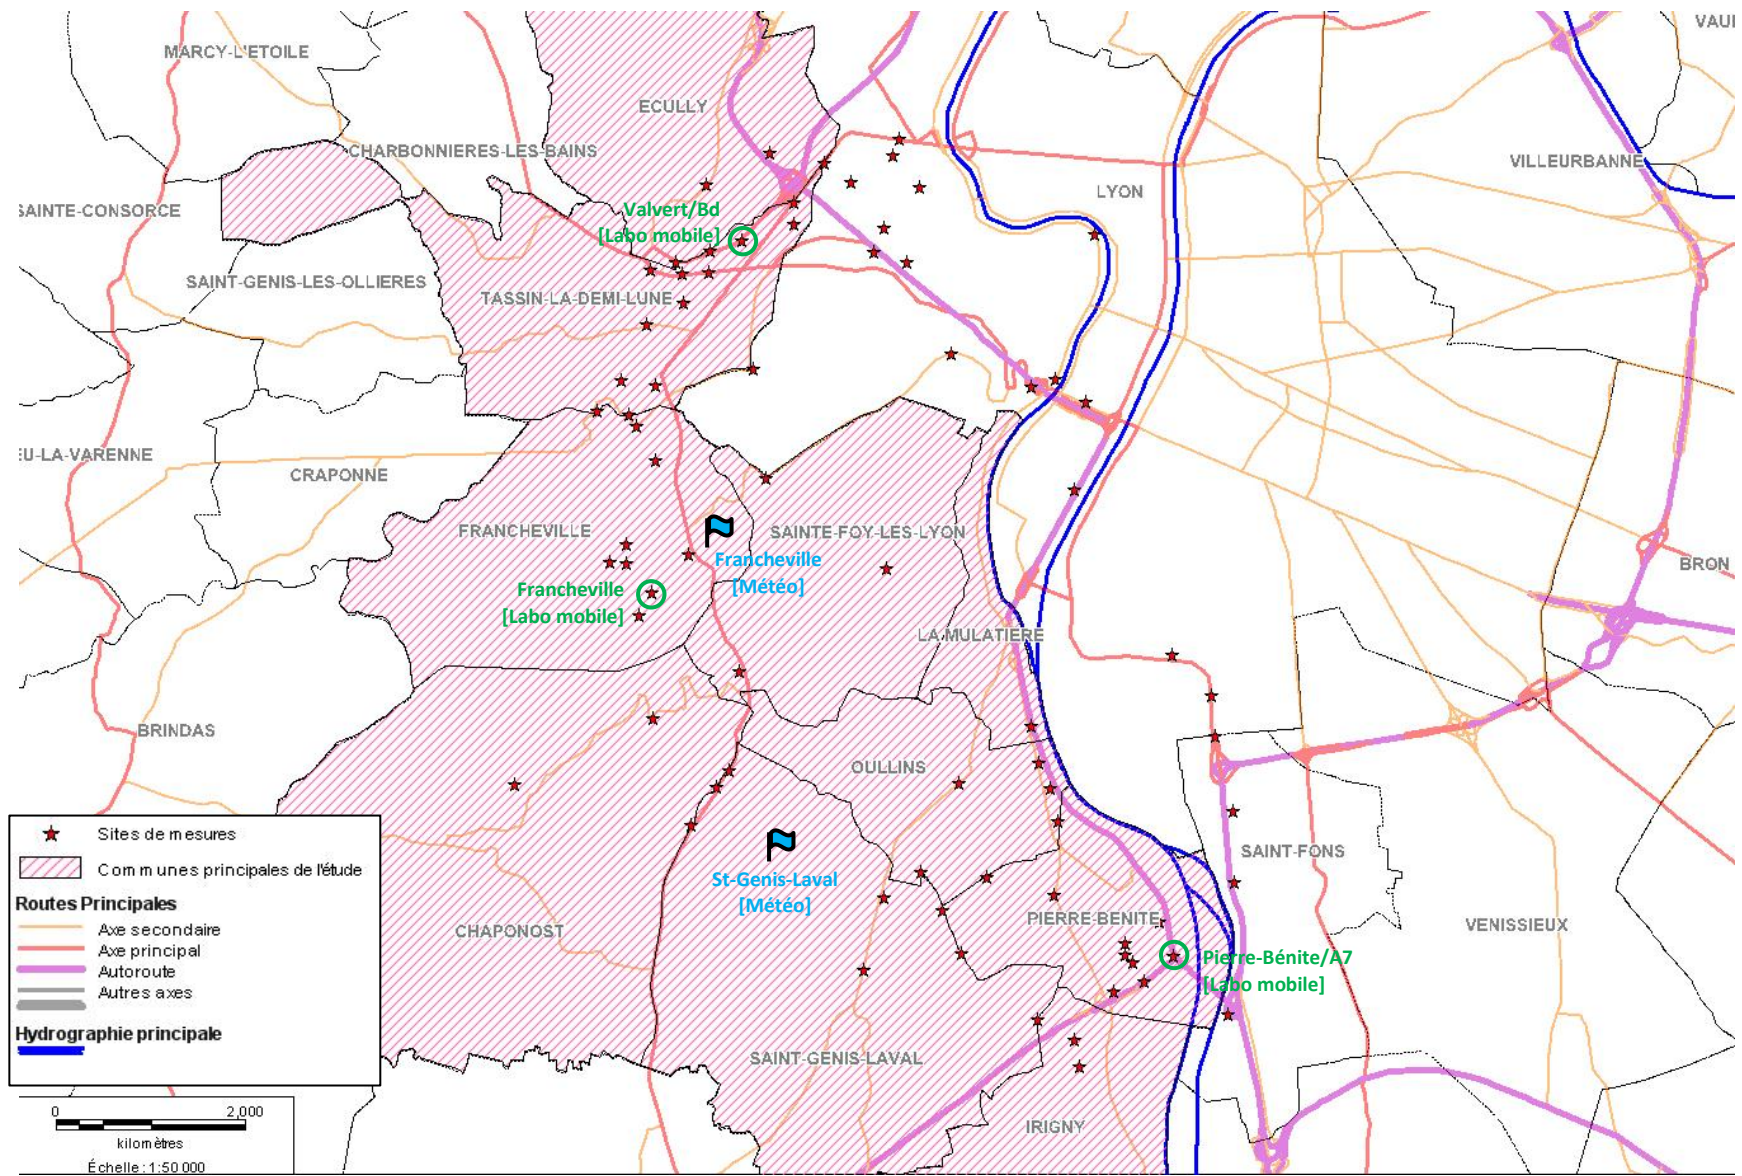 MARCY-L'ETOILE
VAUI
ECULLY
CHARBONNIERES-LES-BAINS
VILLEURBANNE
LYON
SAINTE-CONSORCE
Valvert/Bd
[Labo mobile]
SAINT-GENIS-LES-OLLIERES
TASSIN-LA-DEMI-LUNE
EU-LA-VARENNE
CRAPONNE
FRANCHEVILLE
SAINTE-FOY-LES-LYON
Francheville
[Météo]
BRON
Francheville
[Labo mobile]
LA-MULATIERE
BRINDAS
OULLINS
Sites de mesures
Communes principales de l'étude
Routes Principales
Axe secondaire
Axe principal
Autoroute
Autres axes
Hydrographie principale
SAINT-FONS
St-Genis-Laval
[Météo]
PIERRE-BENITE
VENISSIEUX
CHAPONOST
Pierre-Bénite/A7
[Labo mobile]
SAINT-GENIS-LAVAL
IRIGNY
0 2,000
kilomètres
Échelle : 1:50 000